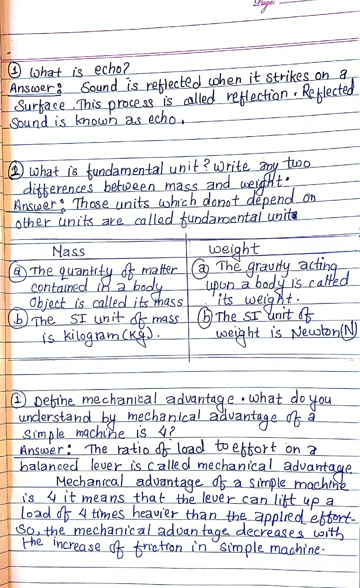 Page:
① What is echo?
Answer: Sound is reflected when it strikes on a
surface. This process is called reflection. Reflected
sound is known as echo.
② What is fundamental unit? Write any two
differences between mass and weight.
Answer: Those units which donot depend on
other units are called fundamental units
Mass
ⓐ The quantity of matter
contained in a body
object is called its mass
ⓑ The SI unit of mass
is kilogram(Kg).
weight
ⓐ The gravity acting
upon a body is called
its weight.
ⓑ The SI unit of
weight is Newton(N)
① Define mechanical advantage. What do you
understand by mechanical advantage of a
simple machine is 4?
Answer: The ratio of load to effort on a
balanced lever is called mechanical advantage
Mechanical advantage of a simple machine
is 4 it means that the lever can lift up a
load of 4 times heavier than the applied effort.
So, the mechanical advantage decreases with
the increase of friction in simple machine.